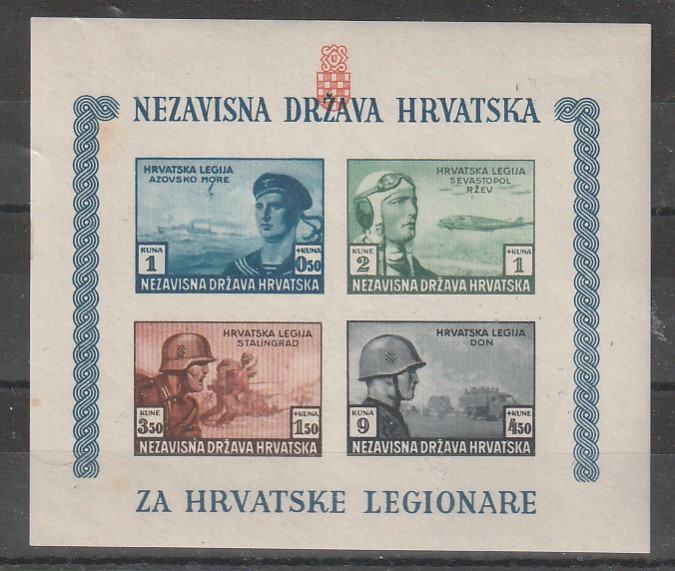 U
NEZAVISNA DRŽAVA HRVATSKA
HRVATSKA LEGIJA
AZOVSKO MORE
KUNA
1
+KUNA
0.50
NEZAVISNA DRŽAVA HRVATSKA
HRVATSKA LEGIJA
SEVASTOPOL
RŽEV
KUNE
2
+KUNA
1
NEZAVISNA DRŽAVA HRVATSKA
HRVATSKA LEGIJA
STALINGRAD
KUNE
3.50
+KUNA
1.50
NEZAVISNA DRŽAVA HRVATSKA
HRVATSKA LEGIJA
DON
KUNA
9
+KUNE
4.50
NEZAVISNA DRŽAVA HRVATSKA
ZA HRVATSKE LEGIONARE